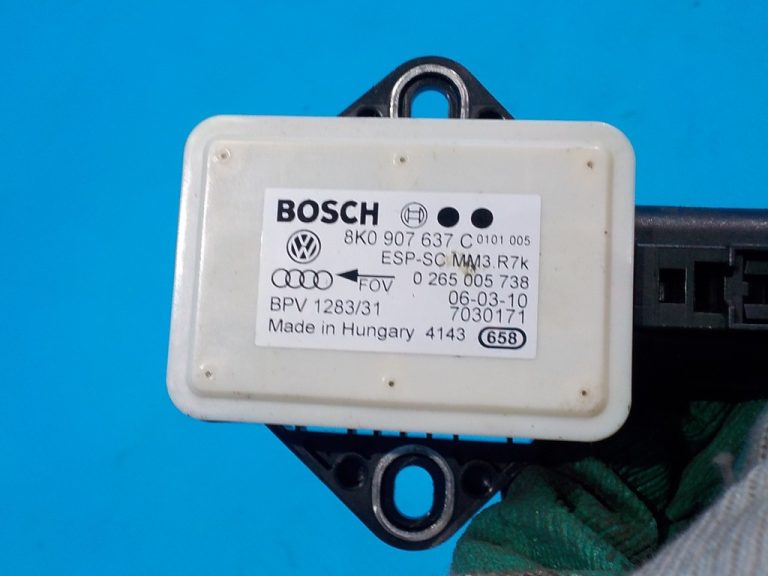 BOSCH
8K0 907 637 C 0101 005
ESP-SC MM3.R7k
FOV 0 265 005 738
06-03-10
BPV 1283/31 7030171
Made in Hungary 4143 658